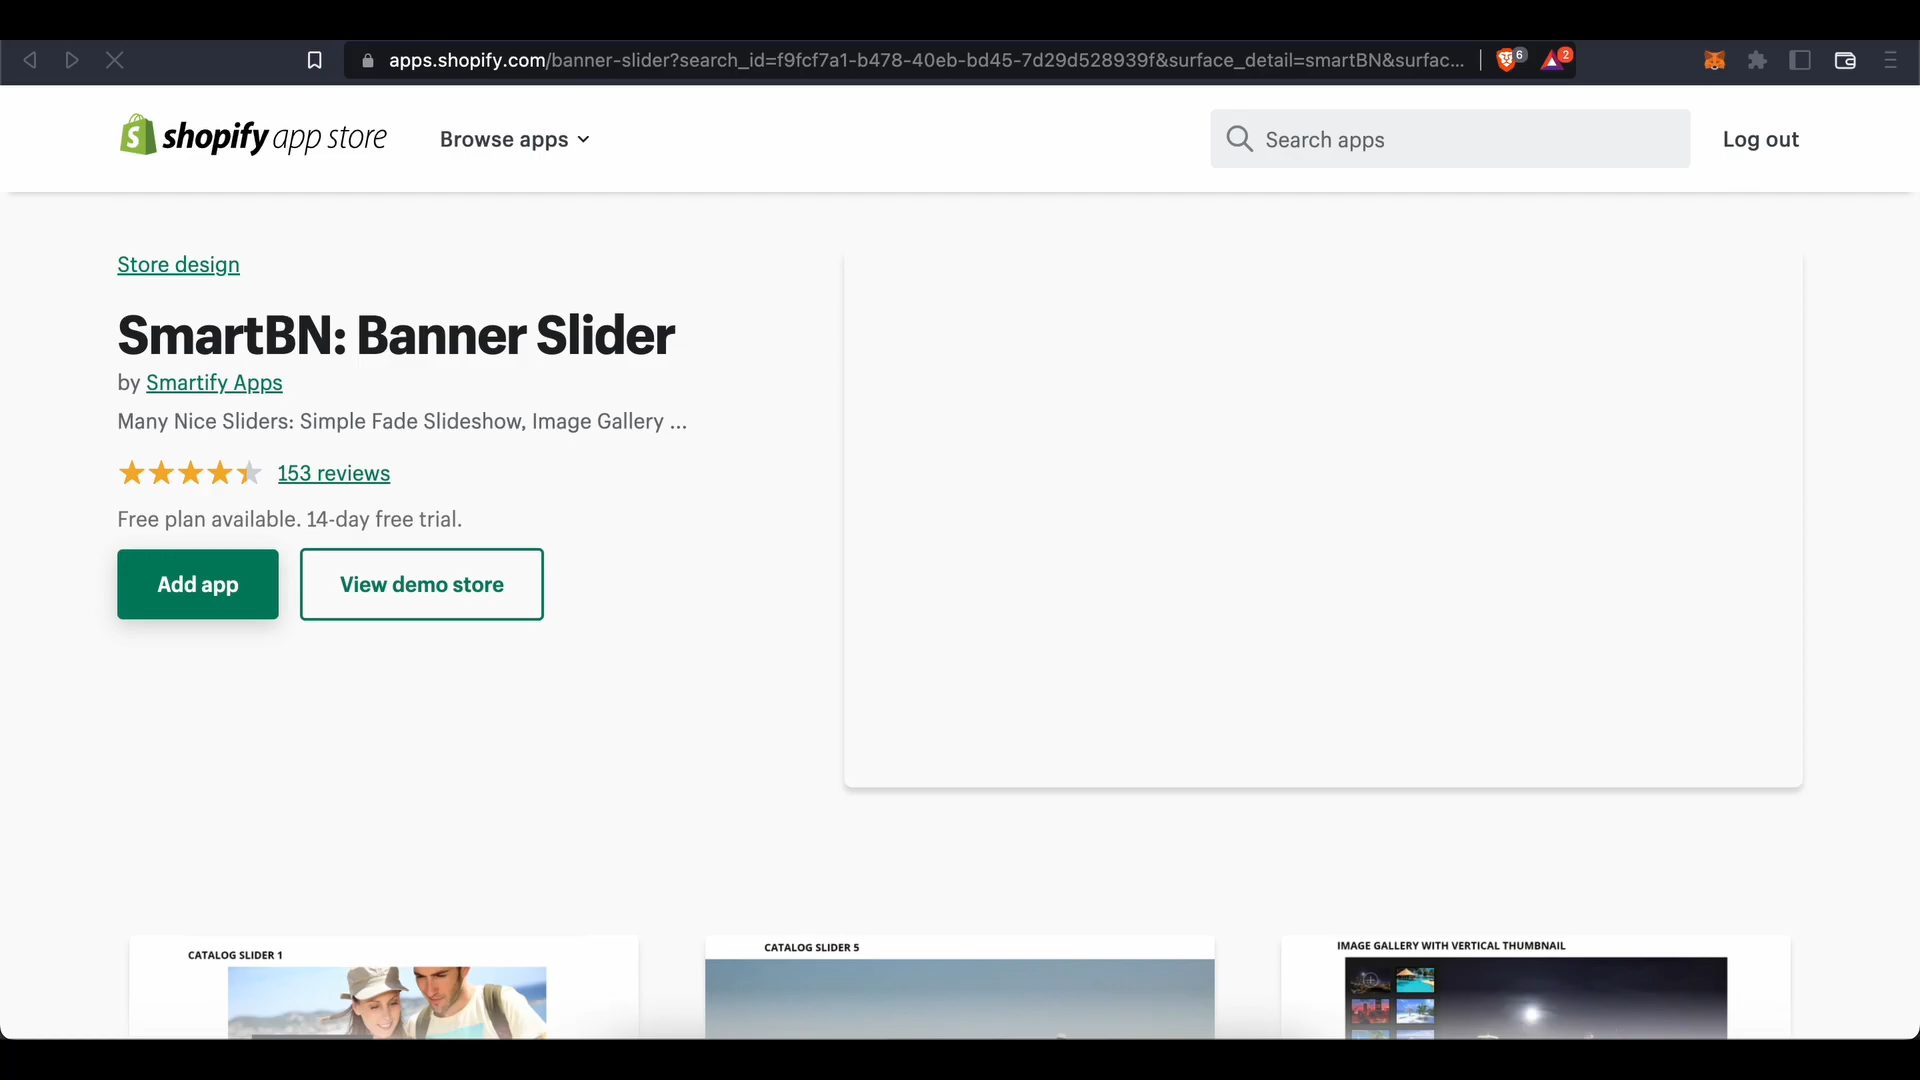 apps.shopify.com/banner-slider?search_id=f9fcf7a1-b478-40eb-bd45-7d29d528939f&surface_detail=smartBN&surfac...
6
2
shopify app store
Browse apps
Search apps
Log out
Store design
SmartBN: Banner Slider
by Smartify Apps
Many Nice Sliders: Simple Fade Slideshow, Image Gallery ...
153 reviews
Free plan available. 14-day free trial.
Add app
View demo store
CATALOG SLIDER 1
CATALOG SLIDER 5
IMAGE GALLERY WITH VERTICAL THUMBNAIL